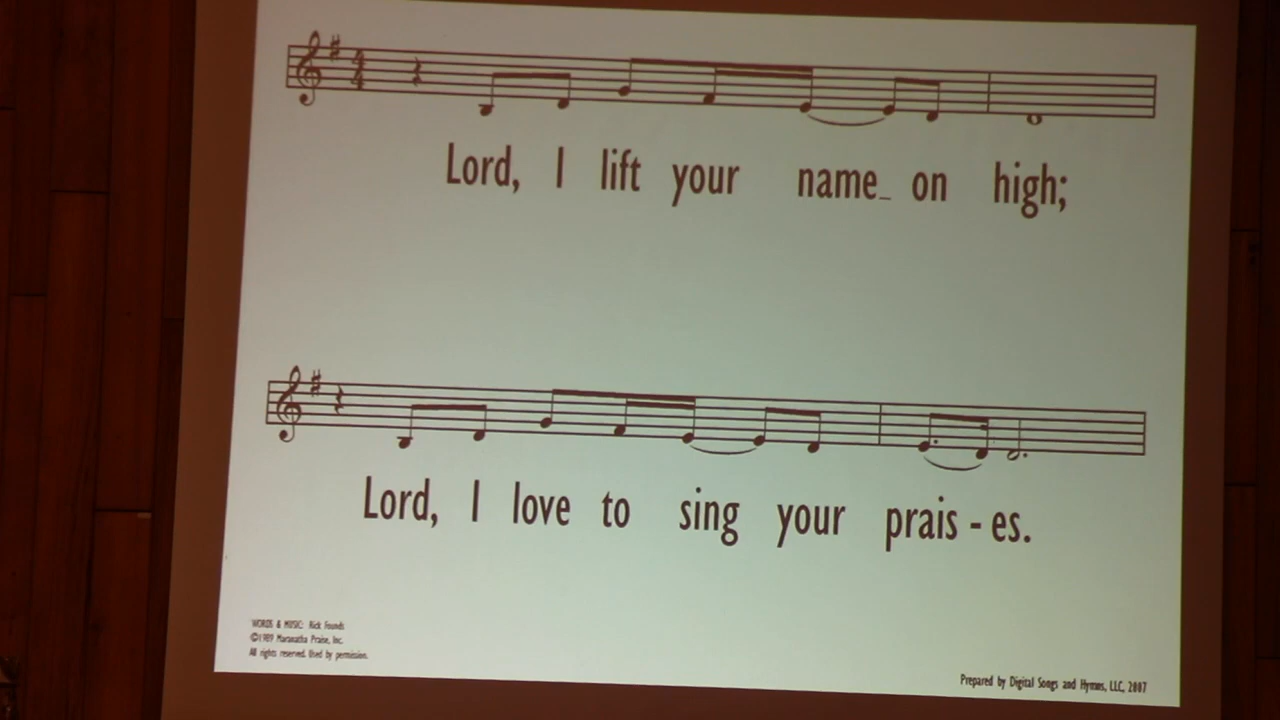 Lord, I lift your name_ on high;
Lord, I love to sing your prais - es.
WORDS & MUSIC: Rick Founds
©1989 Maranatha Praise, Inc.
All rights reserved. Used by permission.
Prepared by Digital Songs and Hymns, LLC, 2007